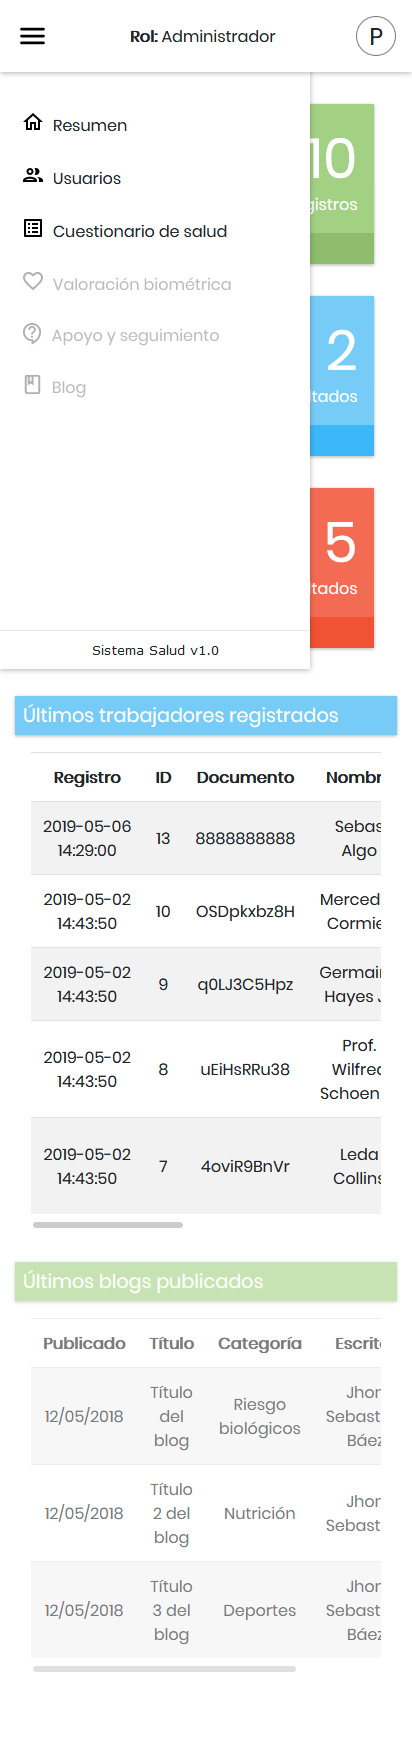 Rol: Administrador
P
Resumen
Usuarios
Cuestionario de salud
Valoración biométrica
Apoyo y seguimiento
Blog
Sistema Salud v1.0
10
gistros
2
tados
5
tados
Últimos trabajadores registrados
Registro ID Documento Nombr
2019-05-06
14:29:00
13
8888888888
Sebas
Algo
2019-05-02
14:43:50
10
OSDpkxbz8H
Merced
Cormie
2019-05-02
14:43:50
9
q0LJ3C5Hpz
Germai
Hayes J
2019-05-02
14:43:50
8
uEiHsRRu38
Prof.
Wilfred
Schoen
2019-05-02
14:43:50
7
4oviR9BnVr
Leda
Collins
Últimos blogs publicados
Publicado Título Categoría Escrito
12/05/2018
Título
del
blog
Riesgo
biológicos
Jhon
Sebast
Báez
12/05/2018
Título
2 del
blog
Nutrición
Jhon
Sebast
12/05/2018
Título
3 del
blog
Deportes
Jhon
Sebast
Báez